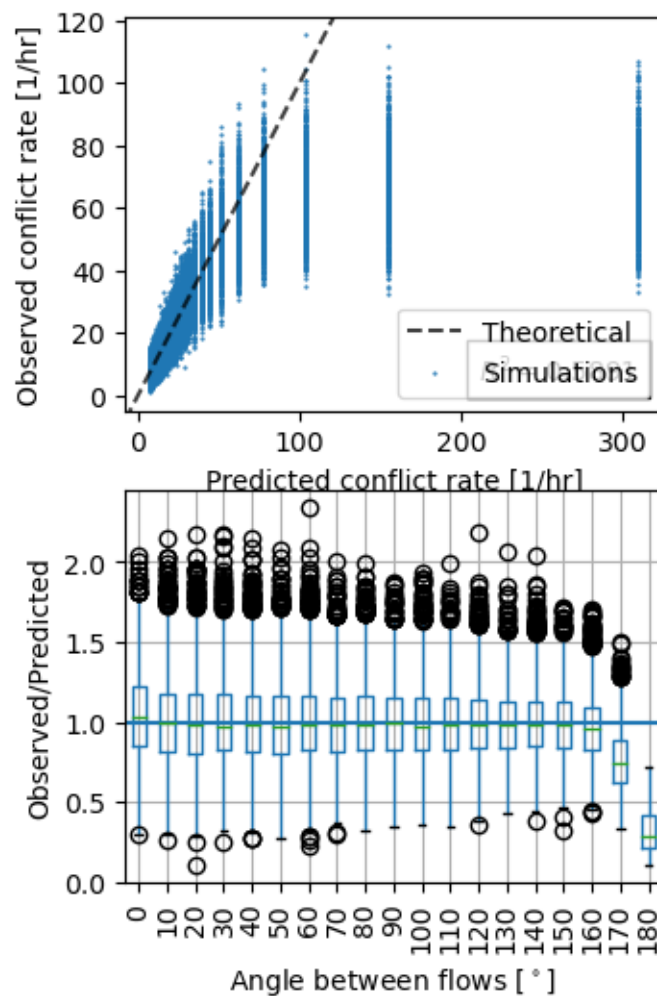 120
100
80
60
40
20
0
Observed conflict rate [1/hr]
Theoretical
Simulations
0 100 200 300
Predicted conflict rate [1/hr]
2.0
1.5
1.0
0.5
0.0
Observed/Predicted
0 10 20 30 40 50 60 70 80 90 100 110 120 130 140 150 160 170 180
Angle between flows [°]